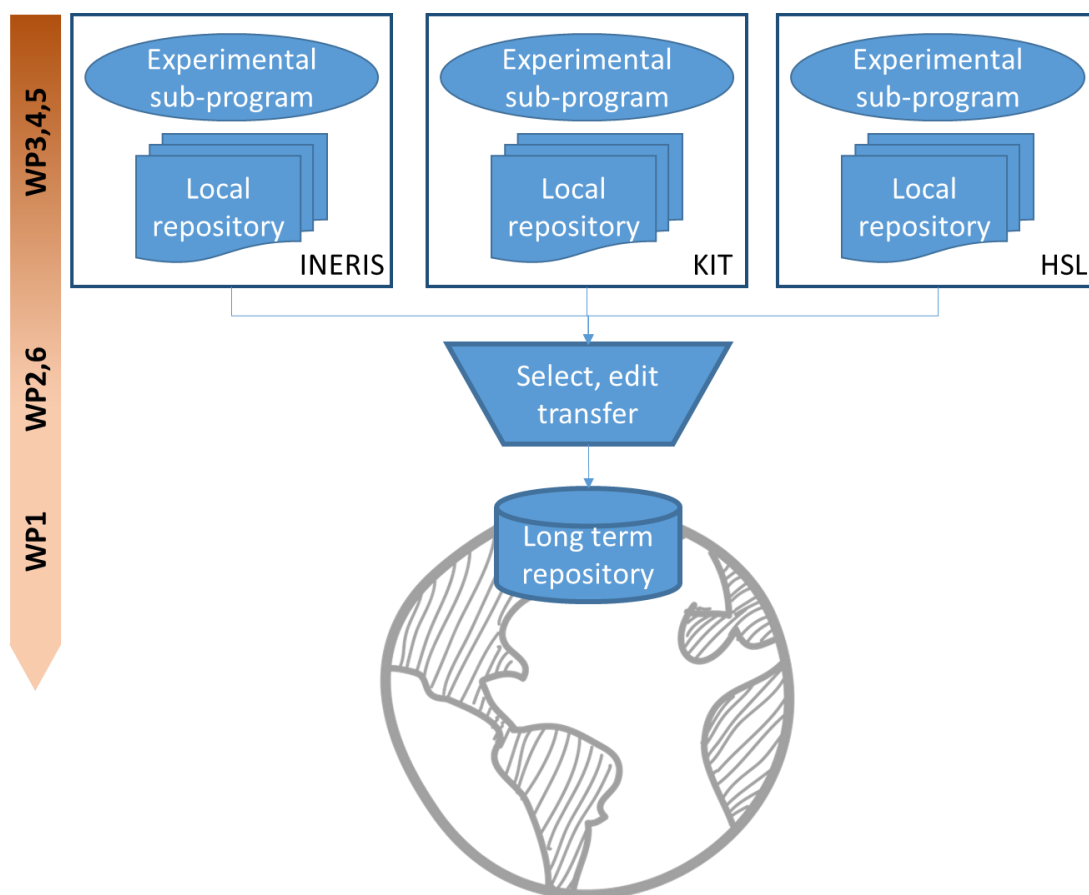 WP3,4,5
Experimental
sub-program
Local
repository
INERIS
Experimental
sub-program
Local
repository
KIT
Experimental
sub-program
Local
repository
HSL
WP2,6
Select, edit
transfer
WP1
Long term
repository